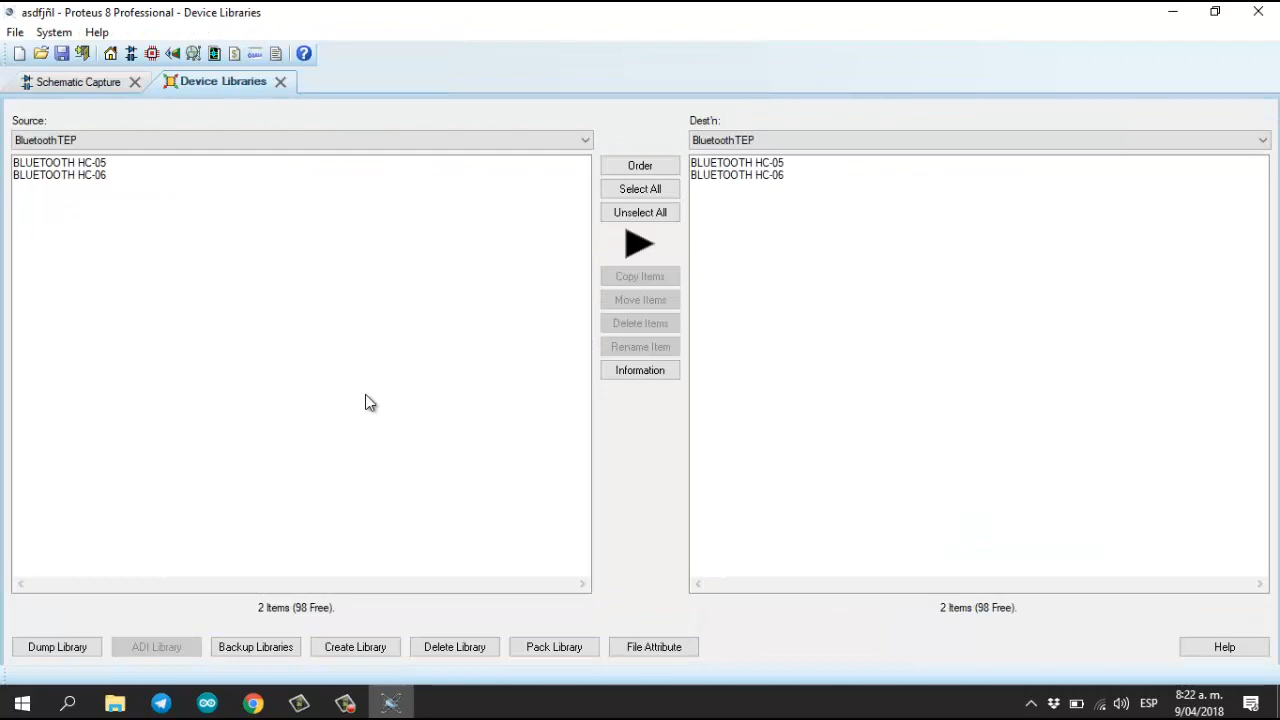 asdfjñl - Proteus 8 Professional - Device Libraries
File System Help
Schematic Capture Device Libraries
Source: Dest'n:
BluetoothTEP BluetoothTEP
BLUETOOTH HC-05
BLUETOOTH HC-06
Order
Select All
Unselect All
Copy Items
Move Items
Delete Items
Rename Item
Information
BLUETOOTH HC-05
BLUETOOTH HC-06
2 Items (98 Free). 2 Items (98 Free).
Dump Library ADI Library Backup Libraries Create Library Delete Library Pack Library File Attribute Help
ESP 8:22 a. m.
9/04/2018